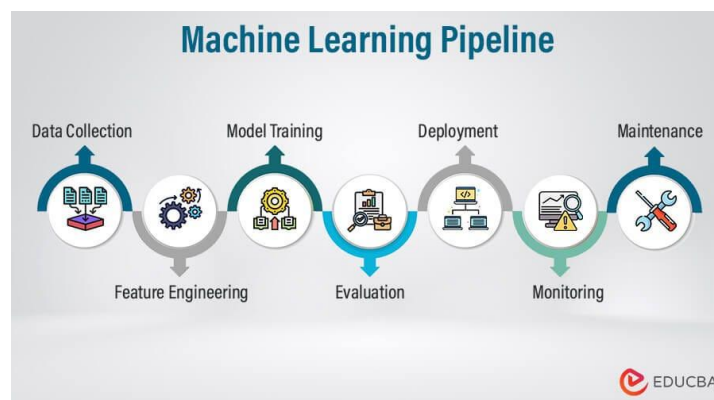 Machine Learning Pipeline
Data Collection
Model Training
Deployment
Maintenance
Feature Engineering
Evaluation
Monitoring
EDUCBA